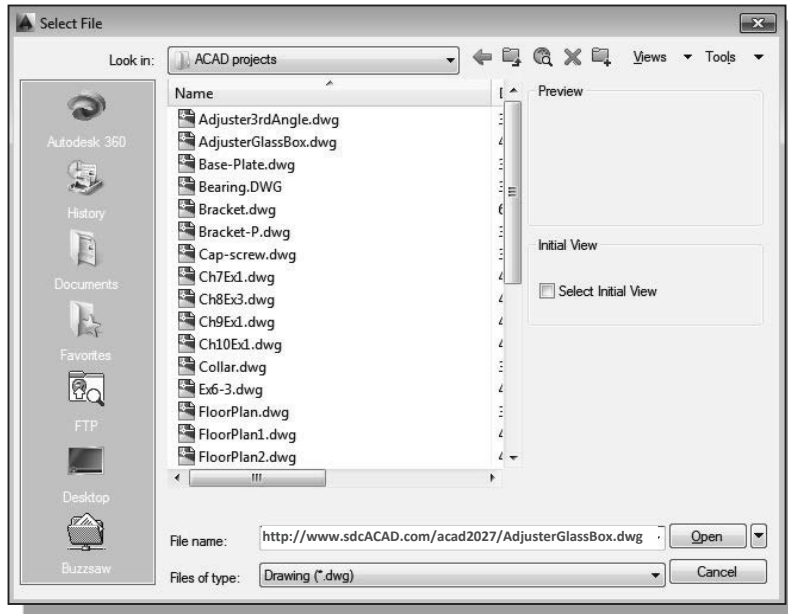 Select File
Look in:
ACAD projects
Views
Tools
Autodesk 360
History
Documents
Favorites
FTP
Desktop
Buzzsaw
Name
Adjuster3rdAngle.dwg
AdjusterGlassBox.dwg
Base-Plate.dwg
Bearing.DWG
Bracket.dwg
Bracket-P.dwg
Cap-screw.dwg
Ch7Ex1.dwg
Ch8Ex3.dwg
Ch9Ex1.dwg
Ch10Ex1.dwg
Collar.dwg
Ex6-3.dwg
FloorPlan.dwg
FloorPlan1.dwg
FloorPlan2.dwg
Preview
Initial View
Select Initial View
File name:
http://www.sdcACAD.com/acad2027/AdjusterGlassBox.dwg
Open
Files of type:
Drawing (*.dwg)
Cancel